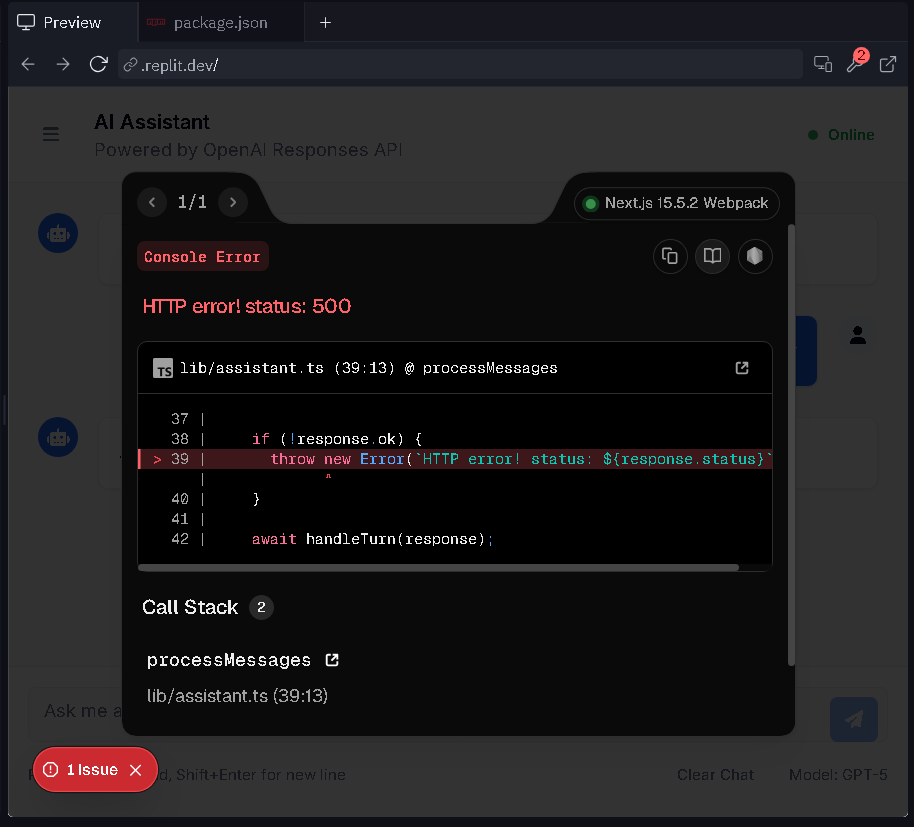 Preview
package.json
.replit.dev/
2
AI Assistant
Powered by OpenAI Responses API
Online
1/1
Next.js 15.5.2 Webpack
Console Error
HTTP error! status: 500
TS lib/assistant.ts (39:13) @ processMessages
37 |
38 | if (!response.ok) {
> 39 | throw new Error(`HTTP error! status: ${response.status}`
| ^
40 | }
41 |
42 | await handleTurn(response);
Call Stack 2
processMessages
lib/assistant.ts (39:13)
Ask me a
1 Issue
d, Shift+Enter for new line
Clear Chat
Model: GPT-5